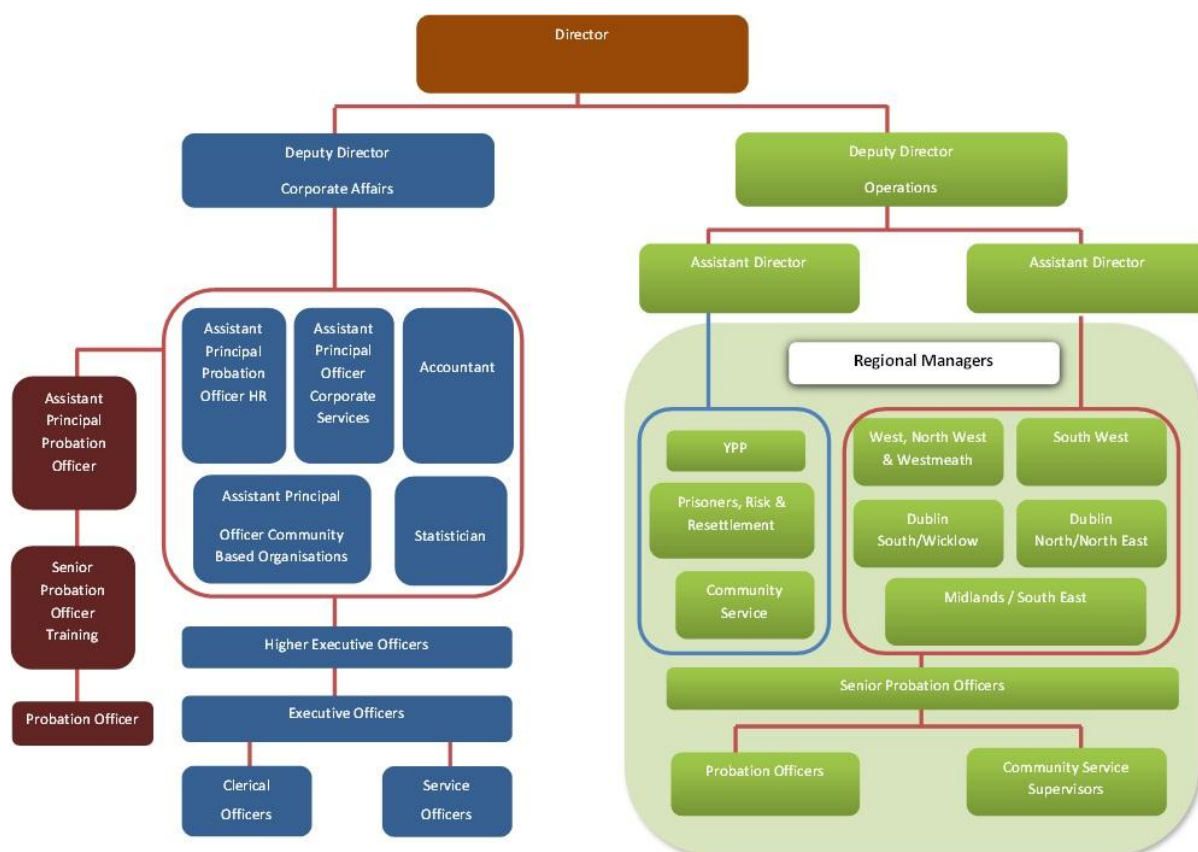 Director
Deputy Director
Corporate Affairs
Deputy Director
Operations
Assistant Director
Assistant Director
Regional Managers
Assistant
Principal
Probation
Officer HR
Assistant
Principal
Officer
Corporate
Services
Accountant
Assistant Principal
Officer Community
Based Organisations
Statistician
Assistant
Principal
Probation
Officer
Senior
Probation
Officer
Training
Probation Officer
Higher Executive Officers
Executive Officers
Clerical
Officers
Service
Officers
YPP
Prisoners, Risk &
Resettlement
Community
Service
West, North West
& Westmeath
South West
Dublin
South/Wicklow
Dublin
North/North East
Midlands / South East
Senior Probation Officers
Probation Officers
Community Service
Supervisors